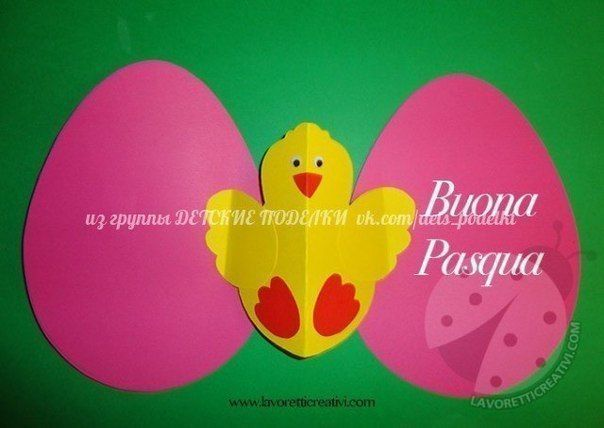 Buona
из группы ДЕТСКИЕ ПОДЕЛКИ vk.com/dets_podelki
Pasqua
LAVORETTICREATIVI.COM
www.lavoretticreativi.com